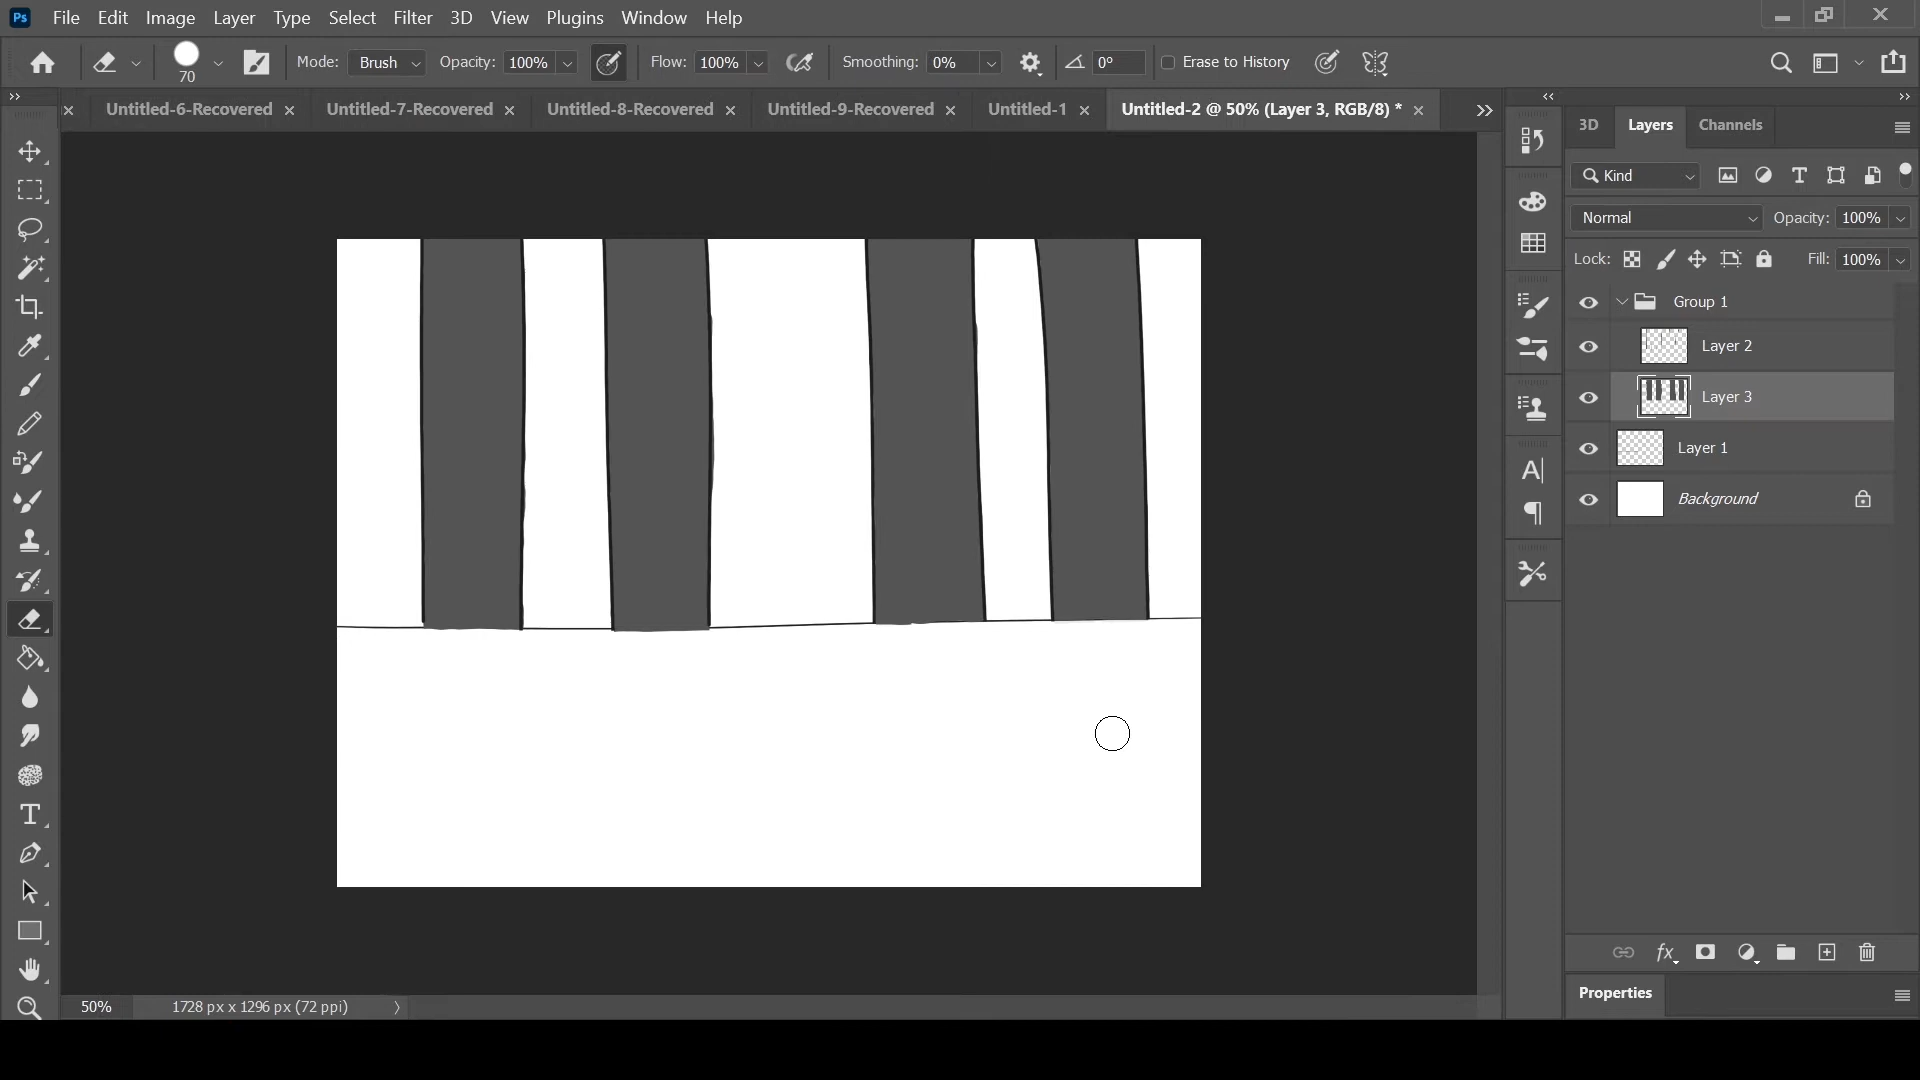 Ps File Edit Image Layer Type Select Filter 3D View Plugins Window Help
70 Mode: Brush Opacity: 100% Flow: 100% Smoothing: 0% 0° Erase to History
Untitled-6-Recovered Untitled-7-Recovered Untitled-8-Recovered Untitled-9-Recovered Untitled-1 Untitled-2 @ 50% (Layer 3, RGB/8) *
3D Layers Channels
Kind
Normal Opacity: 100%
Lock: Fill: 100%
Group 1
Layer 2
Layer 3
Layer 1
Background
Properties
50% 1728 px x 1296 px (72 ppi)